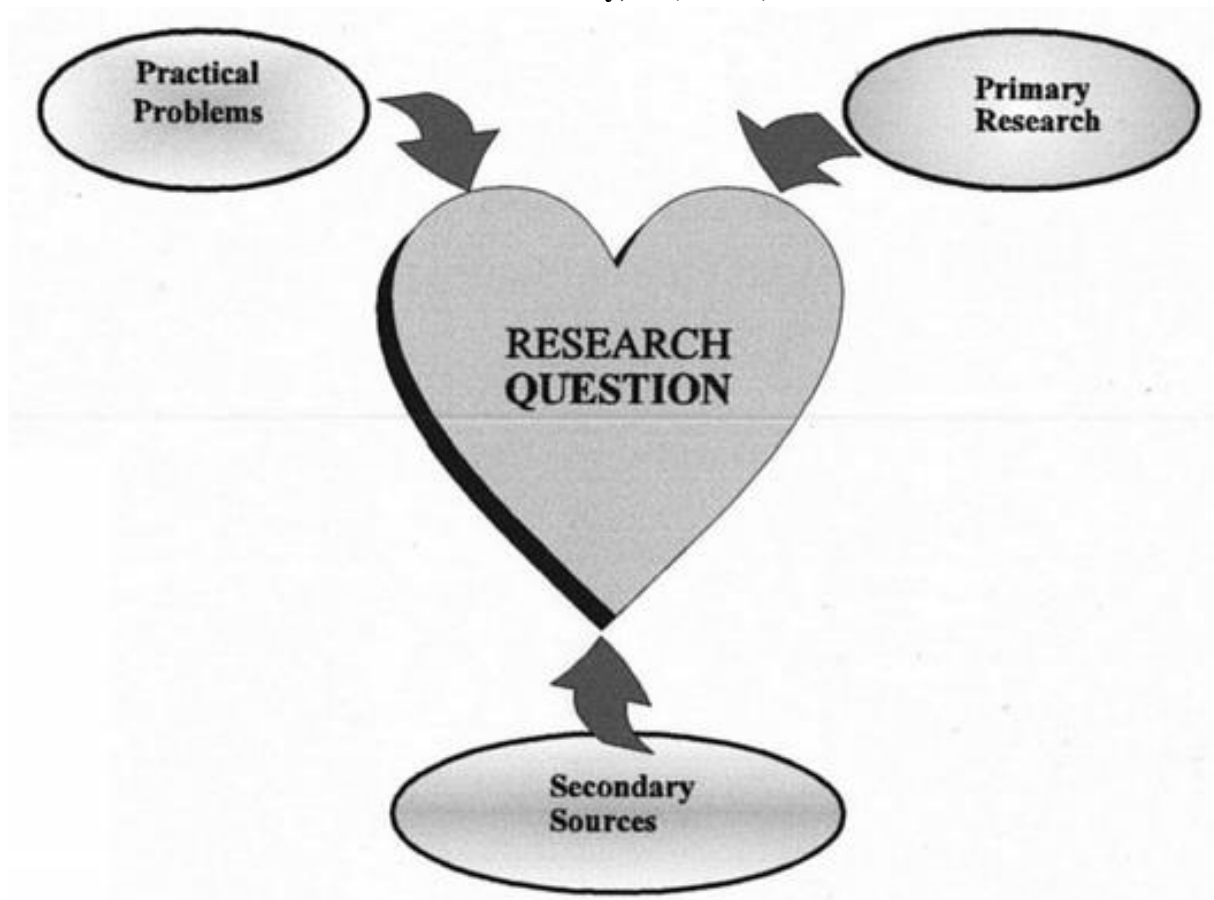 Practical
Problems
Primary
Research
RESEARCH
QUESTION
Secondary
Sources